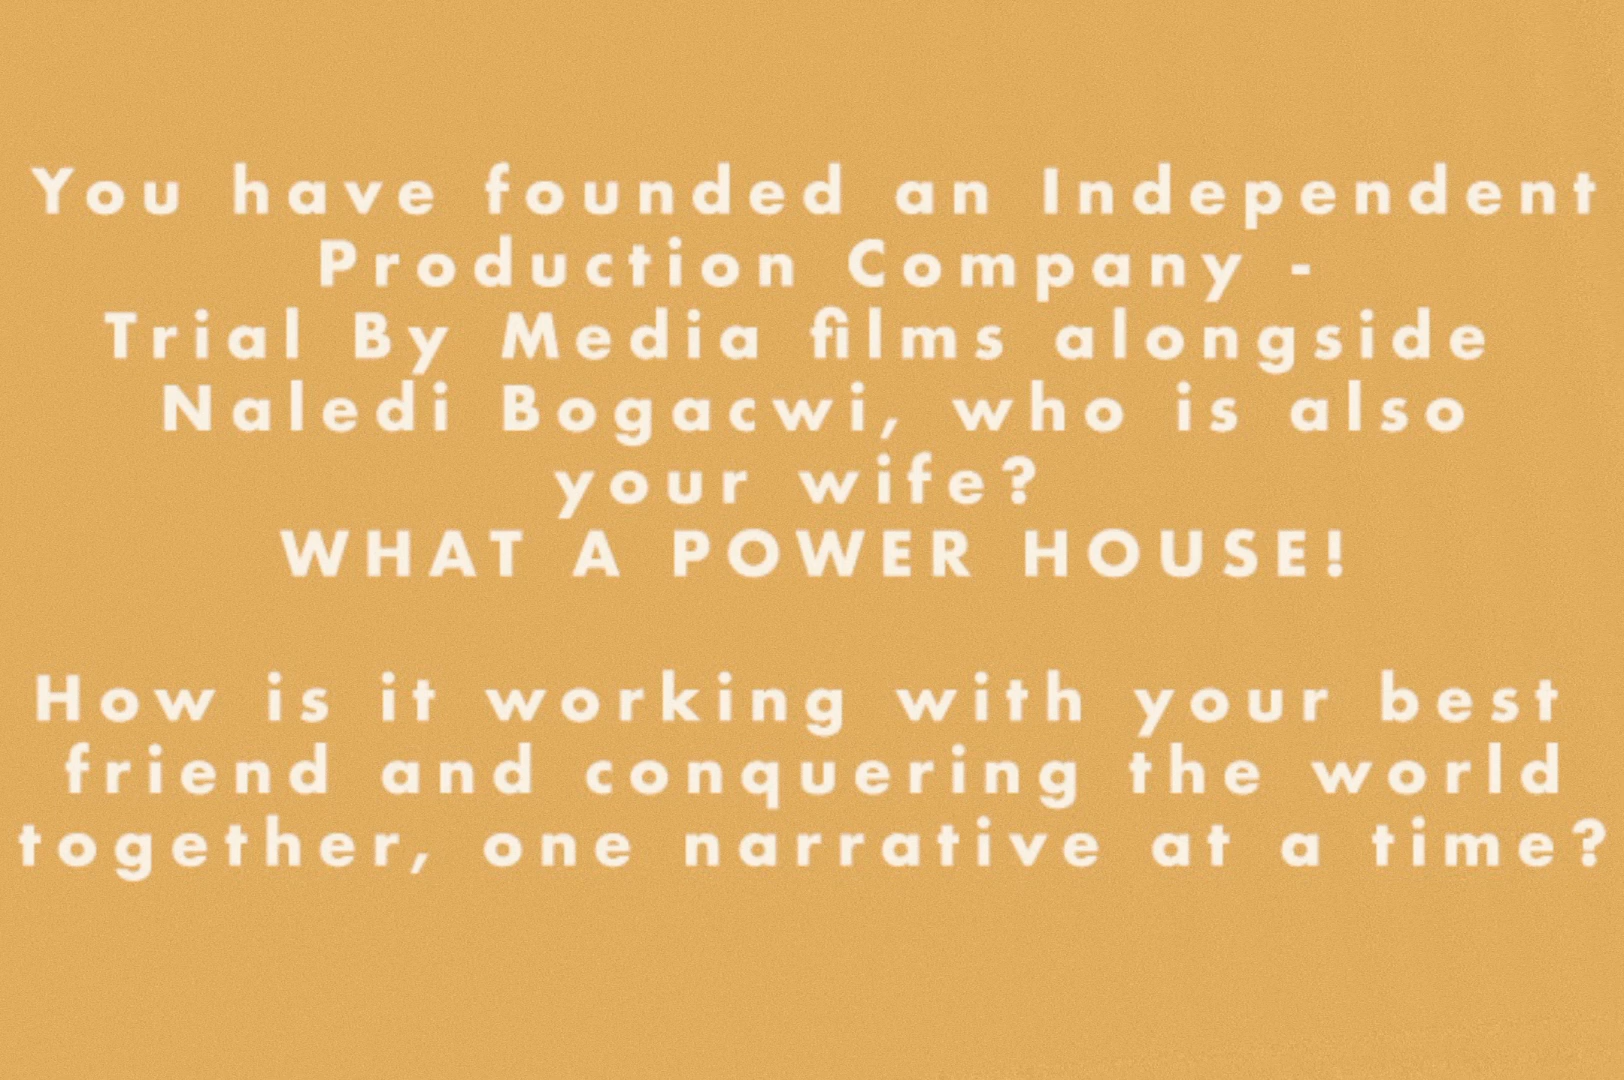 You have founded an Independent
Production Company -
Trial By Media films alongside
Naledi Bogacwi, who is also
your wife?
WHAT A POWER HOUSE!
How is it working with your best
friend and conquering the world
together, one narrative at a time?